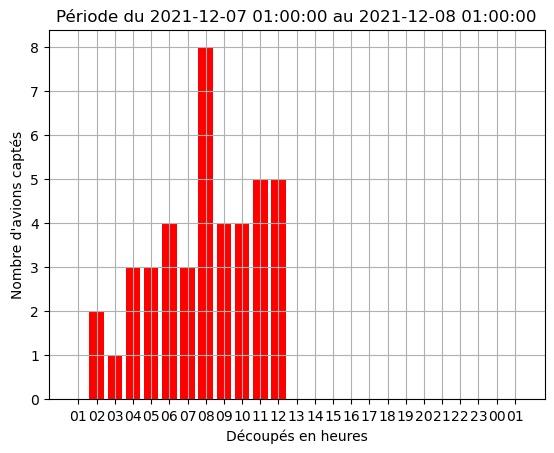 Période du 2021-12-07 01:00:00 au 2021-12-08 01:00:00
8
7
6
5
4
3
2
1
0
Nombre d'avions captés
01 02 03 04 05 06 07 08 09 10 11 12 13 14 15 16 17 18 19 20 21 22 23 00 01
Découpés en heures